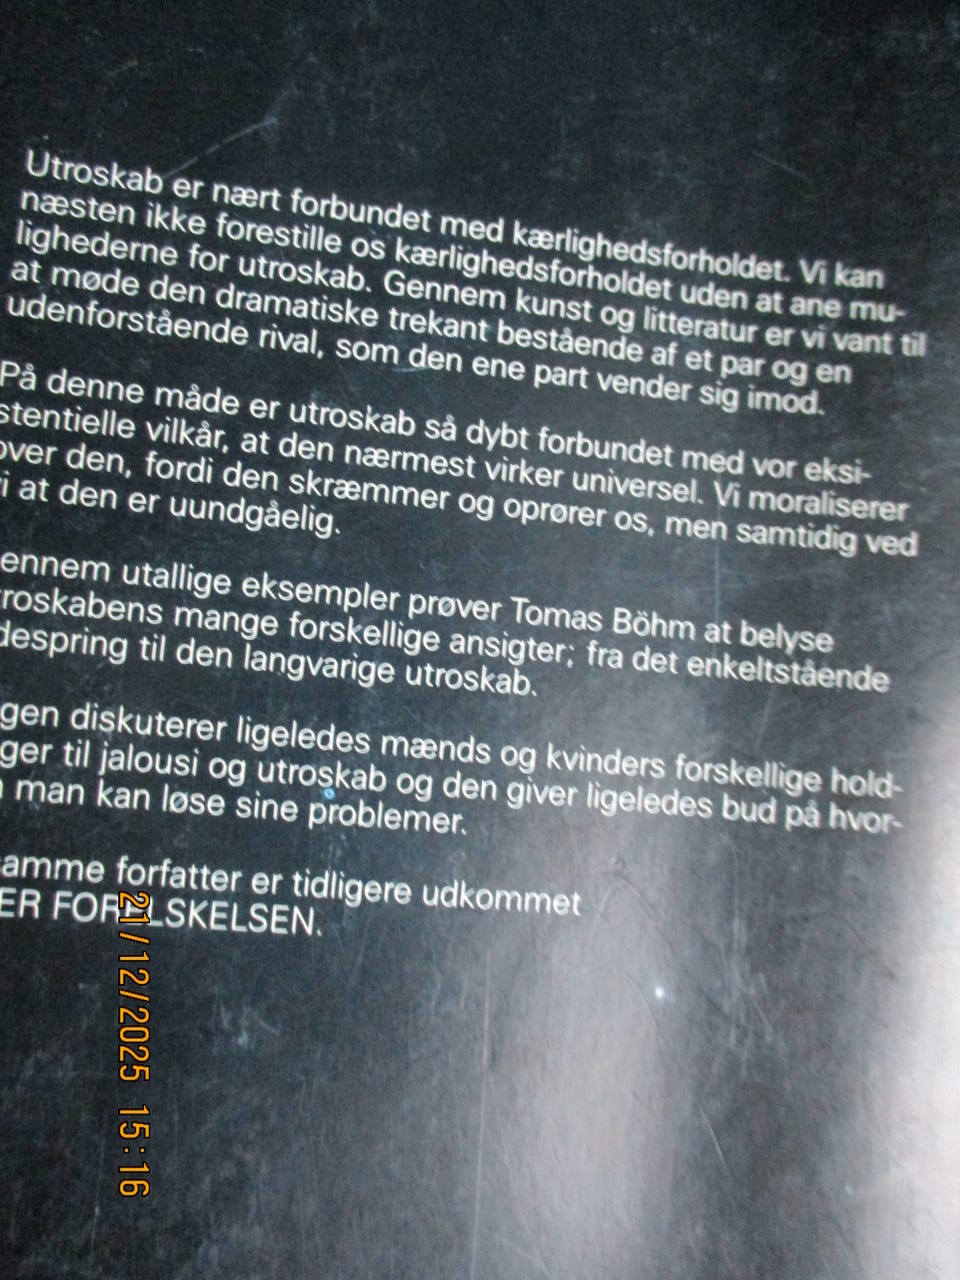 Utroskab er nært forbundet med kærlighedsforholdet. Vi kan
næsten ikke forestille os kærlighedsforholdet uden at ane mu-
lighederne for utroskab. Gennem kunst og litteratur er vi vant til
at møde den dramatiske trekant bestående af et par og en
udenforstående rival, som den ene part vender sig imod.
På denne måde er utroskab så dybt forbundet med vor eksi-
stentielle vilkår, at den nærmest virker universel. Vi moraliserer
over den, fordi den skræmmer og oprører os, men samtidig ved
vi at den er uundgåelig.
ennem utallige eksempler prøver Tomas Böhm at belyse
troskabens mange forskellige ansigter; fra det enkeltstående
despring til den langvarige utroskab.
gen diskuterer ligeledes mænds og kvinders forskellige hold-
ger til jalousi og utroskab og den giver ligeledes bud på hvor-
man kan løse sine problemer.
samme forfatter er tidligere udkommet
ER FORELSKELSEN.
21/12/2025 15:16